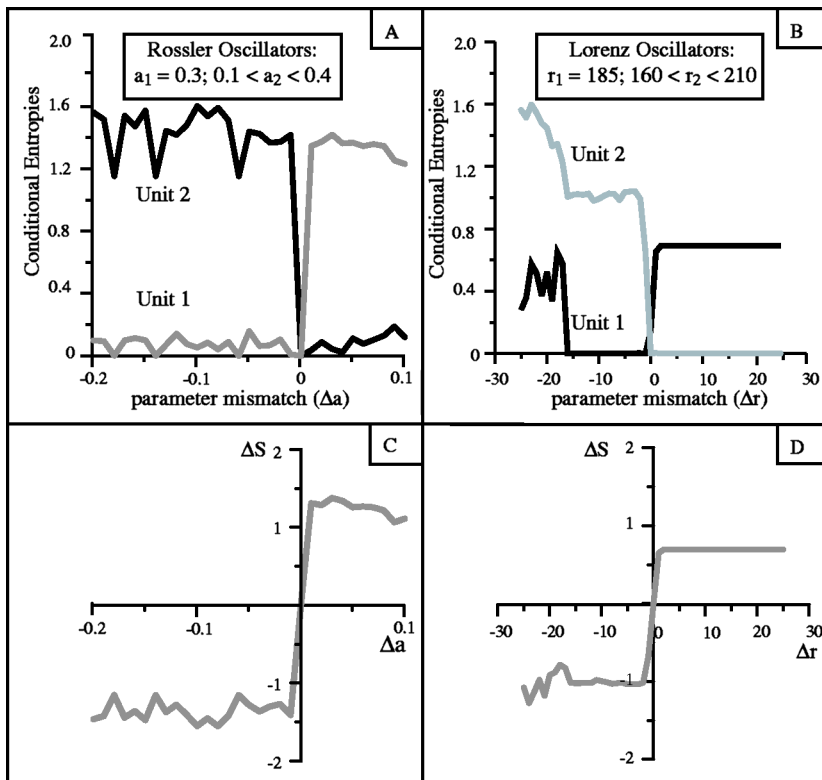 A
Rossler Oscillators:
a1 = 0.3; 0.1 < a2 < 0.4
Conditional Entropies
2.0
1.6
1.2
0.8
0.4
0
Unit 2
Unit 1
-0.2
-0.1
0
0.1
parameter mismatch (Δa)
B
Lorenz Oscillators:
r1 = 185; 160 < r2 < 210
Conditional Entropies
2.0
1.6
1.2
0.8
0.4
0
Unit 2
Unit 1
-30
-20
-10
0
10
20
30
parameter mismatch (Δr)
C
ΔS
2
1
-1
-2
-0.2
-0.1
0.1
Δa
D
ΔS
2
1
-1
-2
-30
-20
-10
0
10
20
30
Δr